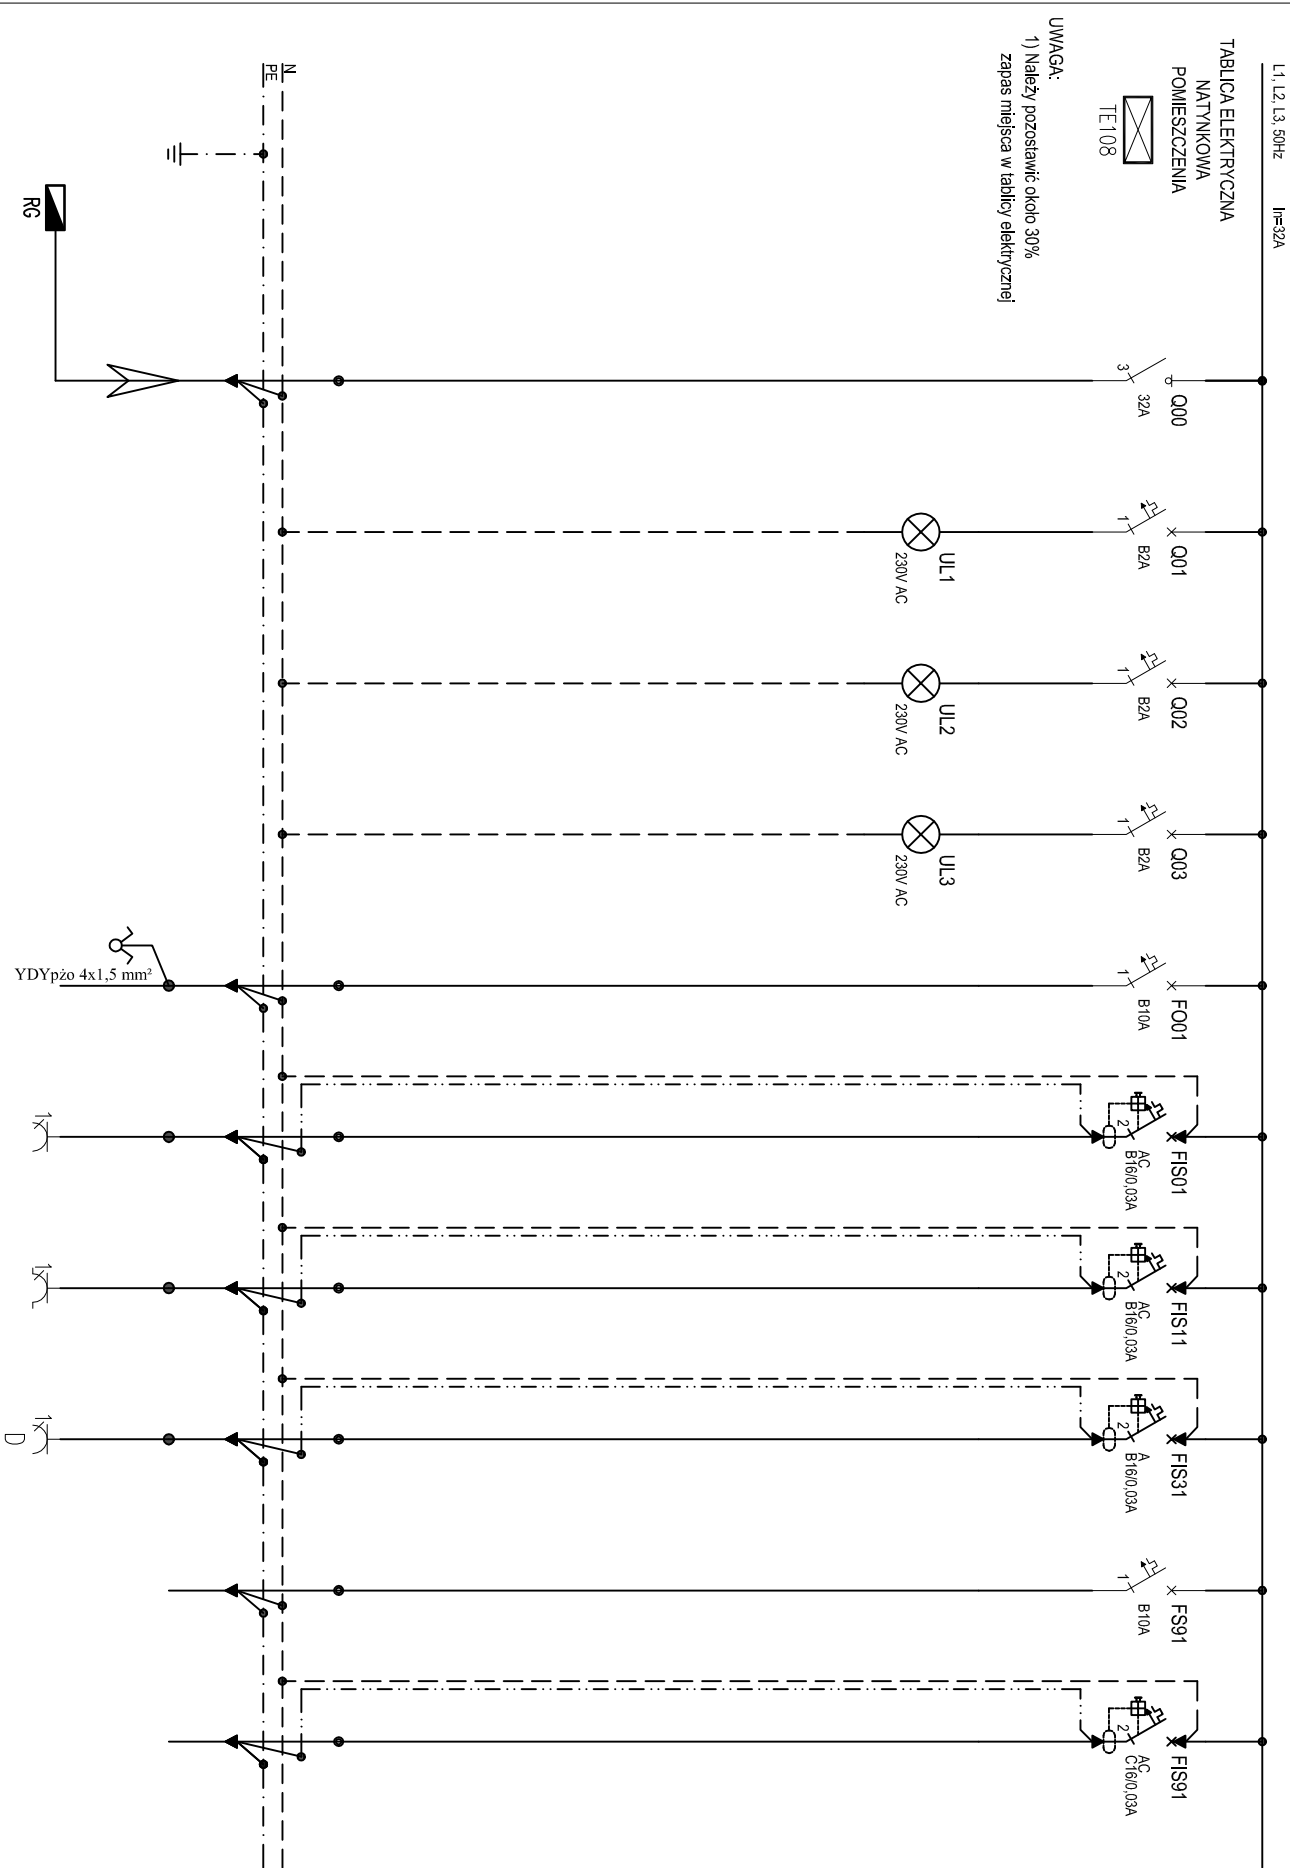 L1, L2, L3, 50Hz In=32A
TABLICA ELEKTRYCZNA
NATYNKOWA
POMIESZCZENIA
TE108
UWAGA:
1) Należy pozostawić około 30%
zapas miejsca w tablicy elektrycznej
N
PE
RG
Q00
3
32A
Q01
1
B2A
UL1
230V AC
Q02
1
B2A
UL2
230V AC
Q03
1
B2A
UL3
230V AC
FO01
1
B10A
YDYpżo 4x1,5 mm²
FIS01
2
AC
B16/0,03A
1
FIS11
2
AC
B16/0,03A
1
FIS31
2
A
B16/0,03A
1
D
FS91
1
B10A
FIS91
2
AC
C16/0,03A